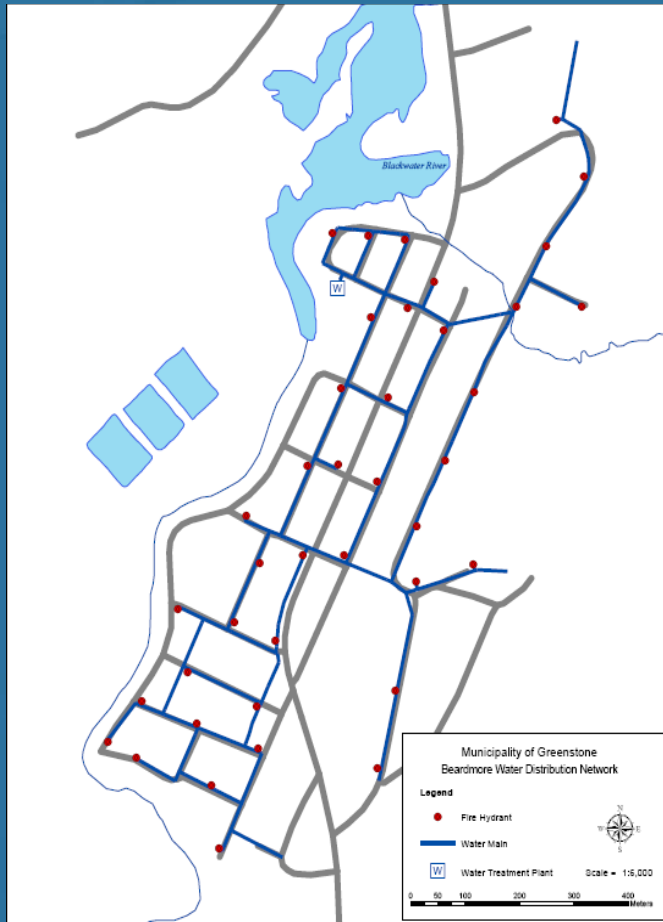 Blackwater River
W
Municipality of Greenstone
Beardmore Water Distribution Network
Legend
Fire Hydrant
Water Main
W Water Treatment Plant Scale = 1:6,000
N
W E
S
0 50 100 200 300 400
Meters